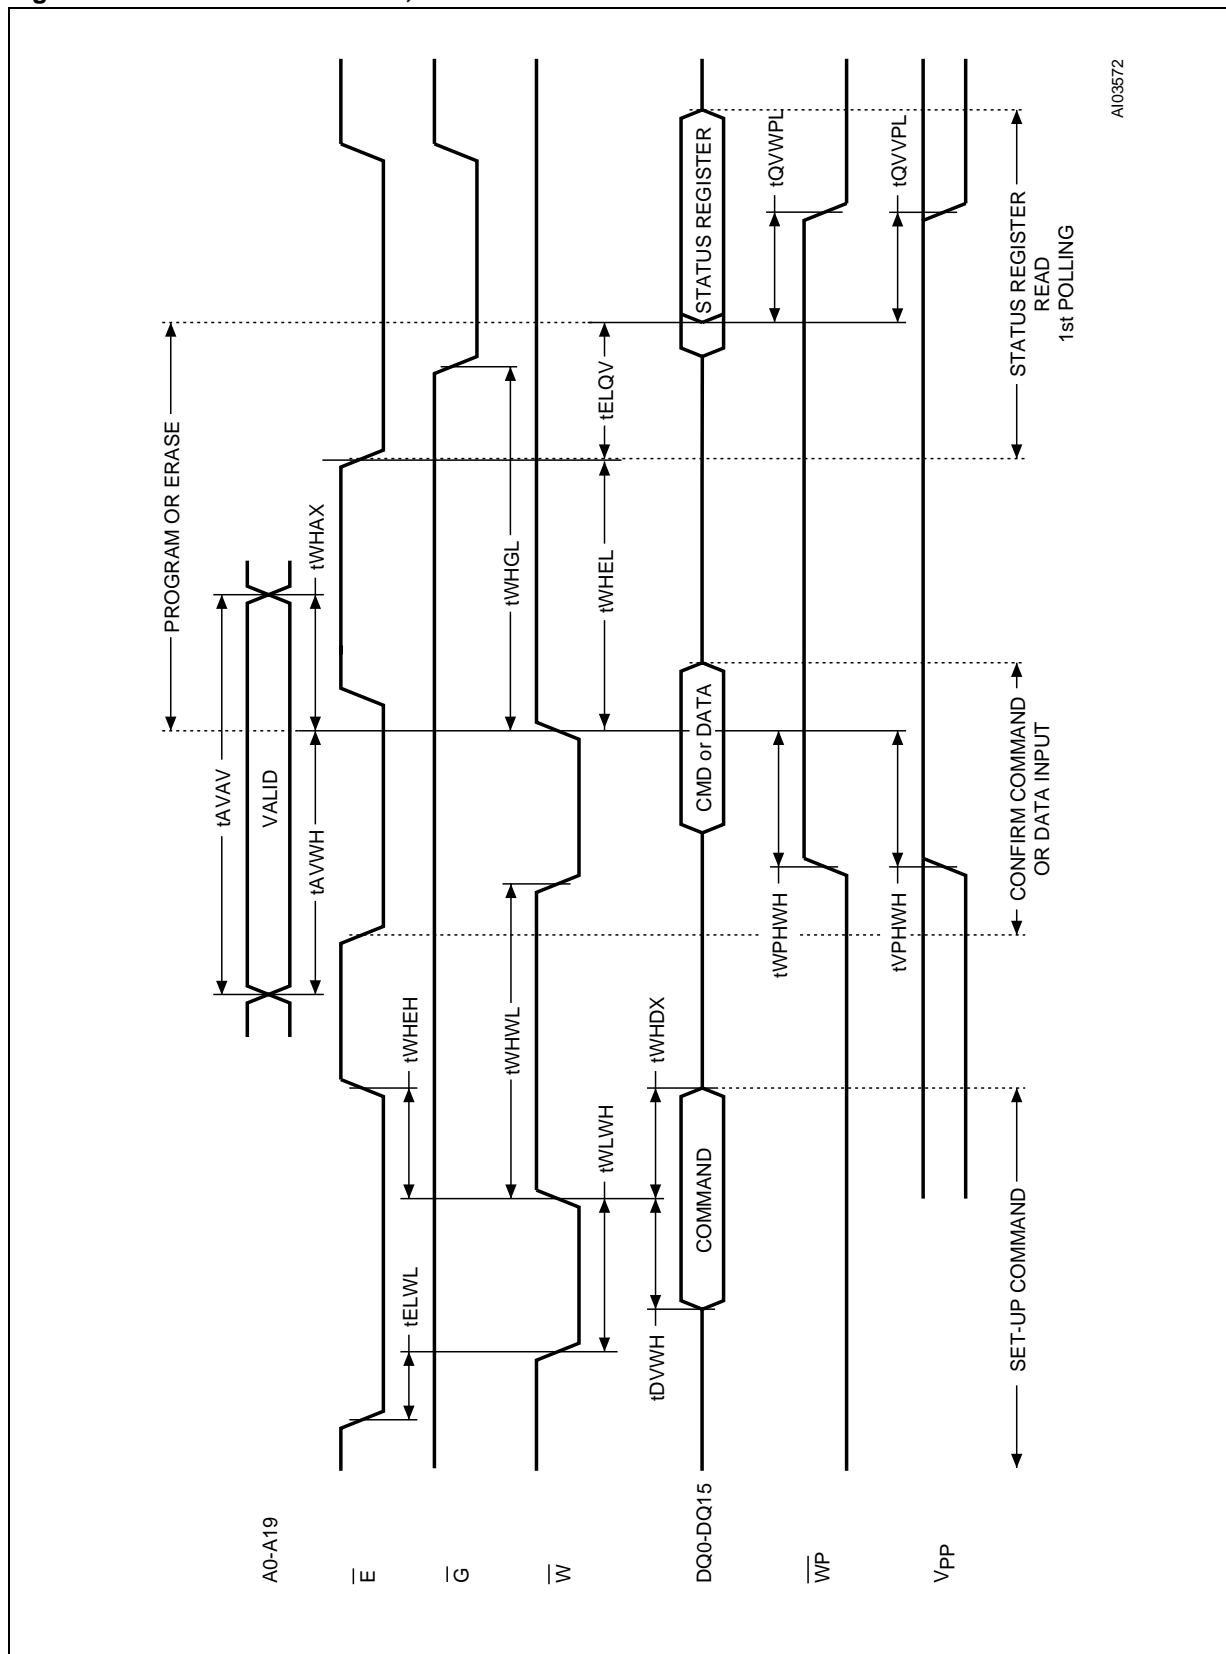 PROGRAM OR ERASE
tAVAV
A0-A19
VALID
tAVWH
tWHAX
E
tELWL
tWHEH
G
tWHWL
tWHGL
W
tWLWH
tWHEL
tELQV
tDVWH
tWHDX
DQ0-DQ15
COMMAND
CMD or DATA
STATUS REGISTER
tWPHWH
tQVWPL
WP
tVPHWH
tQVVPL
VPP
SET-UP COMMAND
CONFIRM COMMAND
OR DATA INPUT
STATUS REGISTER
READ
1st POLLING
AI03572